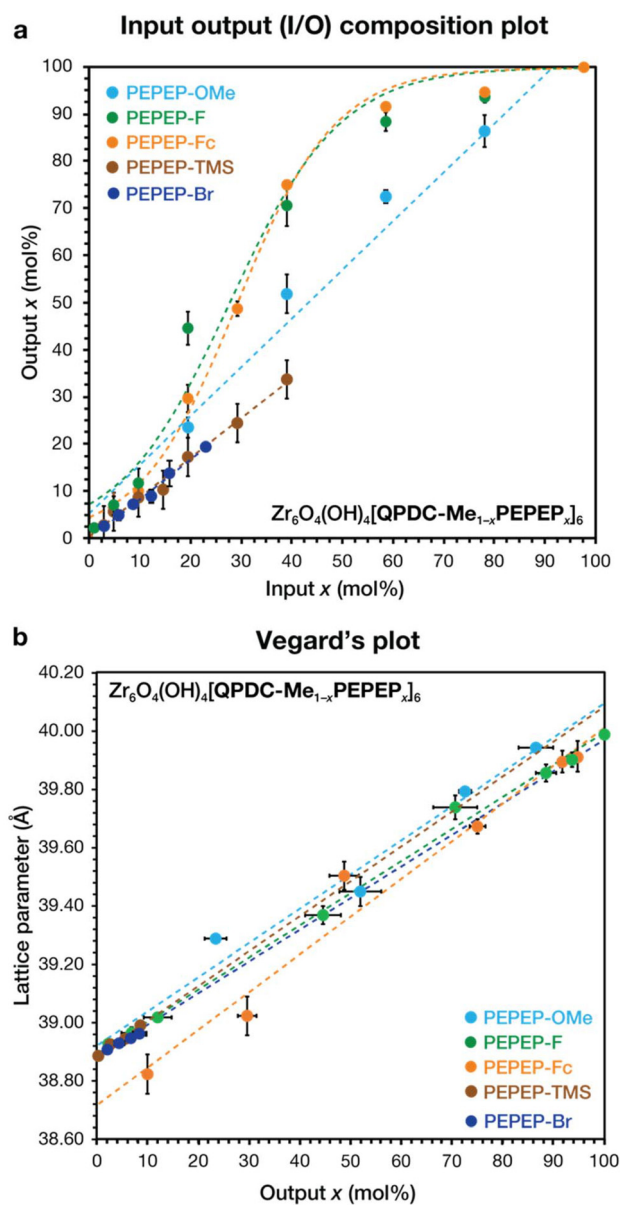 a
Input output (I/O) composition plot
100
90
80
70
60
50
40
30
20
10
0
Output x (mol%)
PEPEP-OMe
PEPEP-F
PEPEP-Fc
PEPEP-TMS
PEPEP-Br
Zr₆O₄(OH)₄[QPDC-Me₁₋ₓPEPEPₓ]₆
0 10 20 30 40 50 60 70 80 90 100
Input x (mol%)
b
Vegard's plot
40.20
40.00
39.80
39.60
39.40
39.20
39.00
38.80
38.60
Lattice parameter (Å)
Zr₆O₄(OH)₄[QPDC-Me₁₋ₓPEPEPₓ]₆
PEPEP-OMe
PEPEP-F
PEPEP-Fc
PEPEP-TMS
PEPEP-Br
0 10 20 30 40 50 60 70 80 90 100
Output x (mol%)